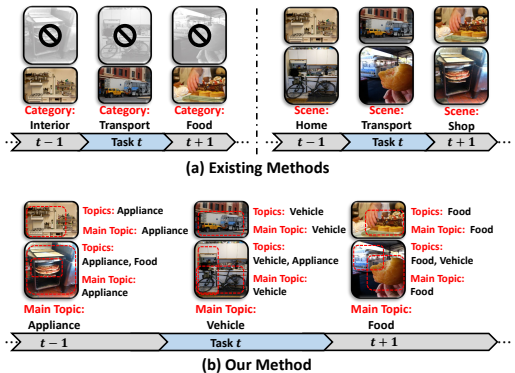 Category: Category: Category:
Interior Transport Food
Scene: Scene: Scene:
Home Transport Shop
... t − 1 Task t t + 1 ...
... t − 1 Task t t + 1 ...
(a) Existing Methods
Topics: Appliance
Main Topic: Appliance
Topics:
Appliance, Food
Main Topic:
Appliance
Main Topic:
Appliance
Topics: Vehicle
Main Topic: Vehicle
Topics:
Vehicle, Appliance
Main Topic:
Vehicle
Main Topic:
Vehicle
Topics: Food
Main Topic: Food
Topics:
Food, Vehicle
Main Topic:
Food
Main Topic:
Food
... t − 1 Task t t + 1 ...
(b) Our Method